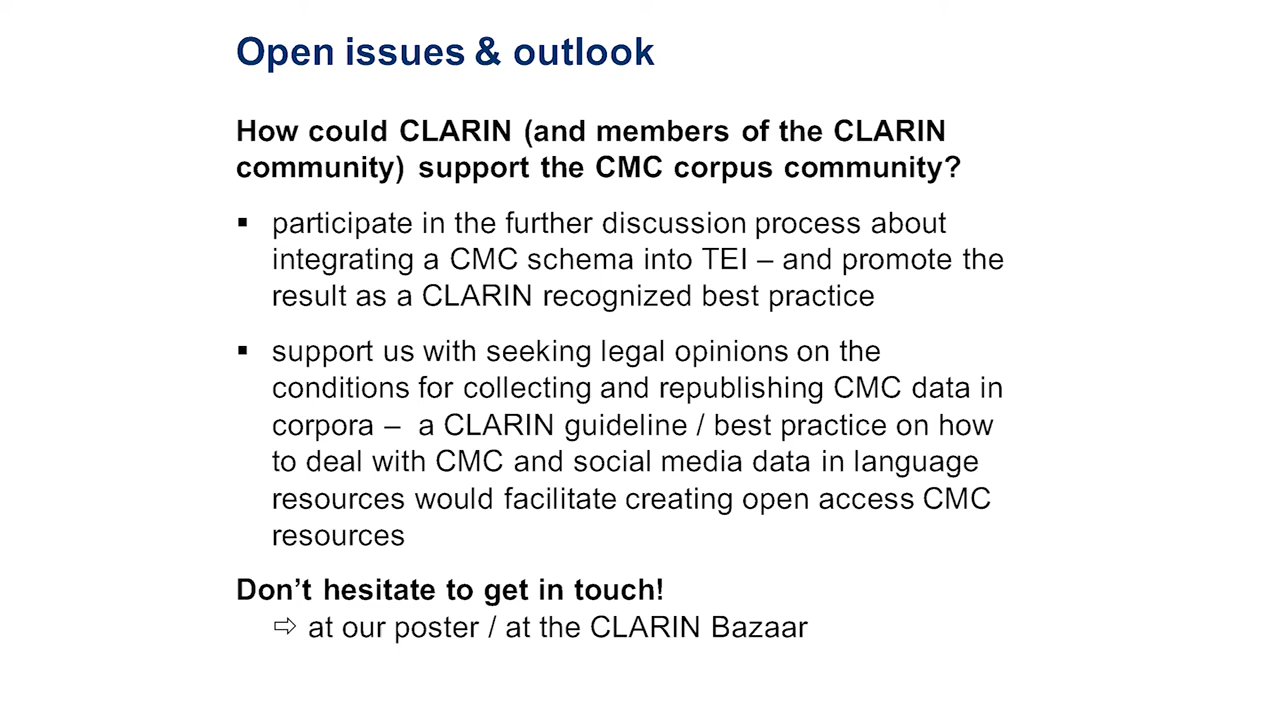 Open issues & outlook
How could CLARIN (and members of the CLARIN
community) support the CMC corpus community?
▪ participate in the further discussion process about
integrating a CMC schema into TEI – and promote the
result as a CLARIN recognized best practice
▪ support us with seeking legal opinions on the
conditions for collecting and republishing CMC data in
corpora – a CLARIN guideline / best practice on how
to deal with CMC and social media data in language
resources would facilitate creating open access CMC
resources
Don’t hesitate to get in touch!
⇨ at our poster / at the CLARIN Bazaar